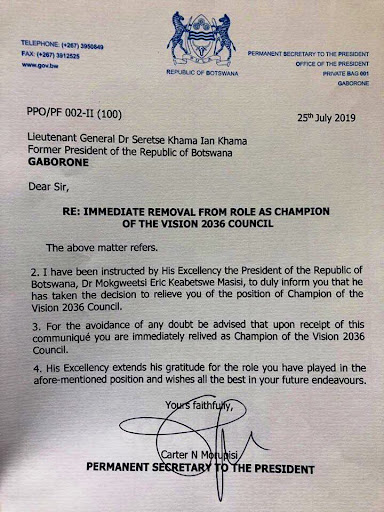 TELEPHONE: (+267) 3950849
FAX: (+267) 3912525
www.gov.bw
REPUBLIC OF BOTSWANA
PERMANENT SECRETARY TO THE PRESIDENT
OFFICE OF THE PRESIDENT
PRIVATE BAG 001
GABORONE
PPO/PF 002-II (100)
25th July 2019
Lieutenant General Dr Seretse Khama Ian Khama
Former President of the Republic of Botswana
GABORONE
Dear Sir,
RE: IMMEDIATE REMOVAL FROM ROLE AS CHAMPION
OF THE VISION 2036 COUNCIL
The above matter refers.
2. I have been instructed by His Excellency the President of the Republic of
Botswana, Dr Mokgweetsi Eric Keabetswe Masisi, to duly inform you that he
has taken the decision to relieve you of the position of Champion of the
Vision 2036 Council.
3. For the avoidance of any doubt be advised that upon receipt of this
communiqué you are immediately relived as Champion of the Vision 2036
Council.
4. His Excellency extends his gratitude for the role you have played in the
afore-mentioned position and wishes all the best in your future endeavours.
Yours faithfully,
Carter N Morupisi
PERMANENT SECRETARY TO THE PRESIDENT